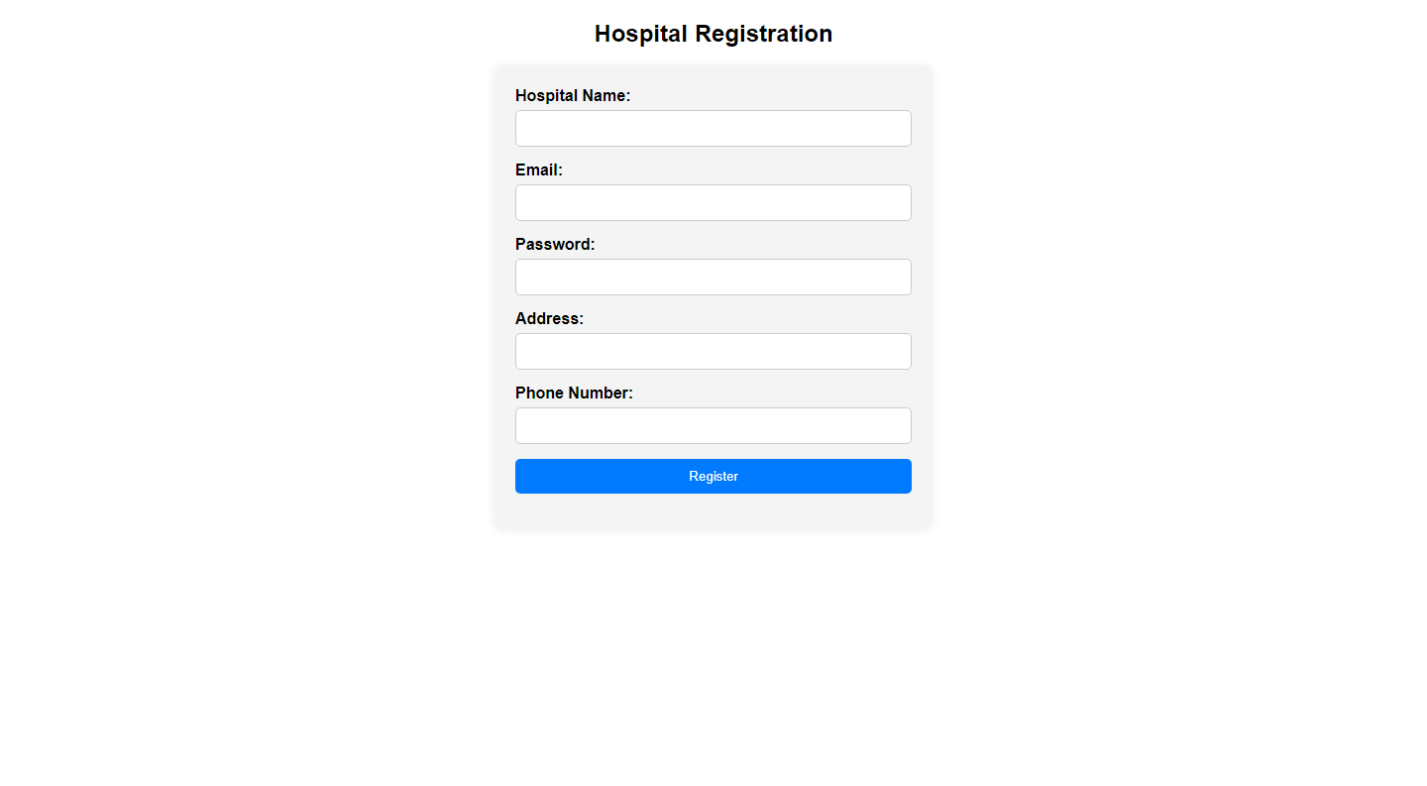 Hospital Registration
Hospital Name:
Email:
Password:
Address:
Phone Number:
Register